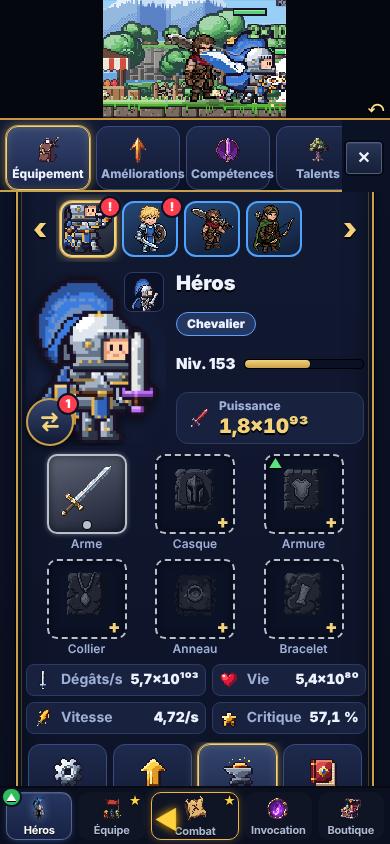 2×10
Équipement
Améliorations
Compétences
Talents
×
!
!
Héros
Chevalier
Niv. 153
Puissance
1,8×10⁹³
1
Arme
Casque
Armure
Collier
Anneau
Bracelet
Dégâts/s 5,7×10¹⁰³
Vie 5,4×10⁸⁰
Vitesse 4,72/s
Critique 57,1 %
Héros
Équipe
Combat
Invocation
Boutique